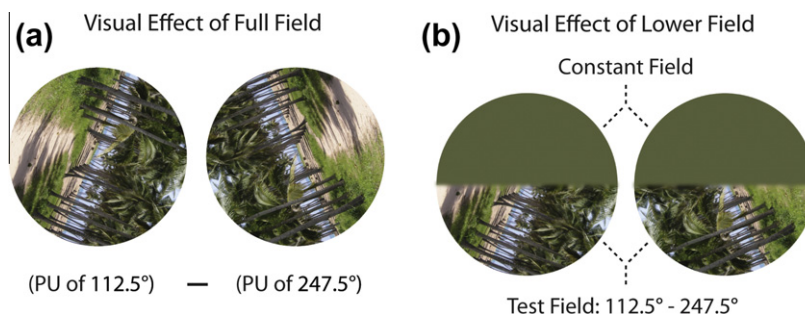 (a)
Visual Effect of Full Field
(PU of 112.5°) — (PU of 247.5°)
(b)
Visual Effect of Lower Field
Constant Field
Test Field: 112.5° - 247.5°